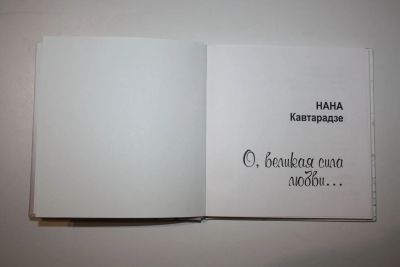 НАНА
Кавтарадзе
О, великая сила
любви...